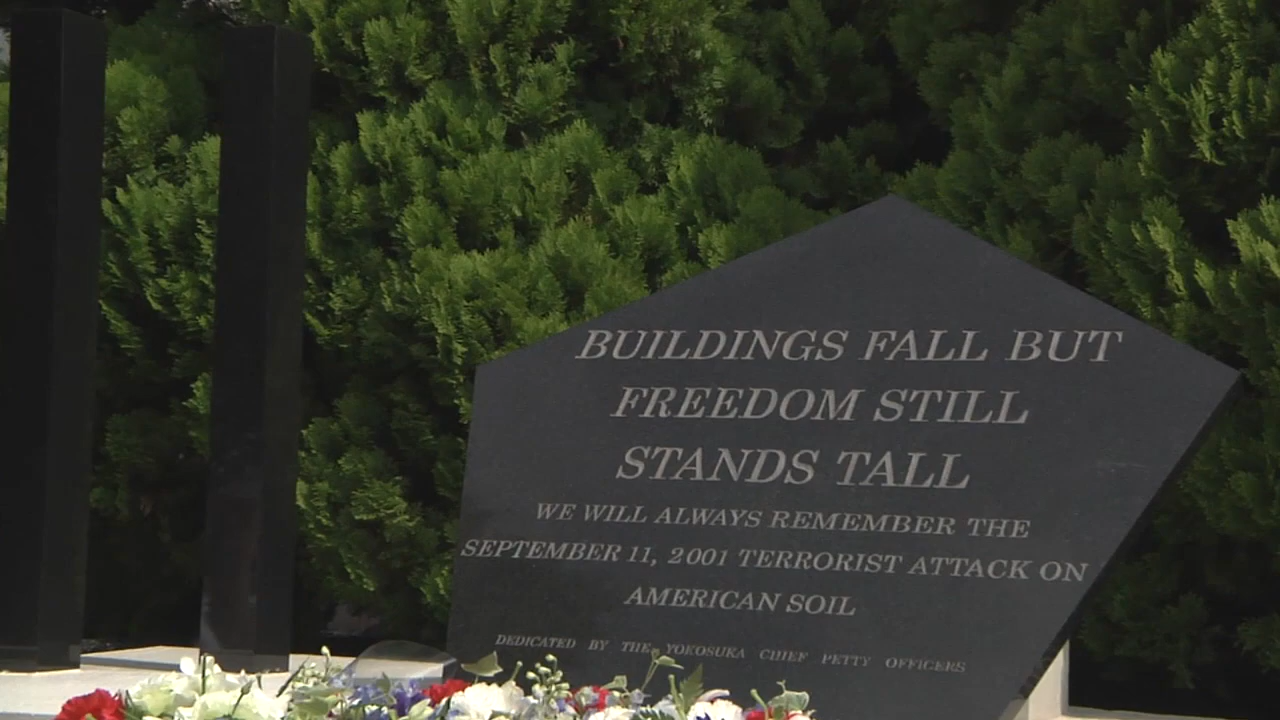 BUILDINGS FALL BUT
FREEDOM STILL
STANDS TALL
WE WILL ALWAYS REMEMBER THE
SEPTEMBER 11, 2001 TERRORIST ATTACK ON
AMERICAN SOIL
DEDICATED BY THE YOKOSUKA CHIEF PETTY OFFICERS